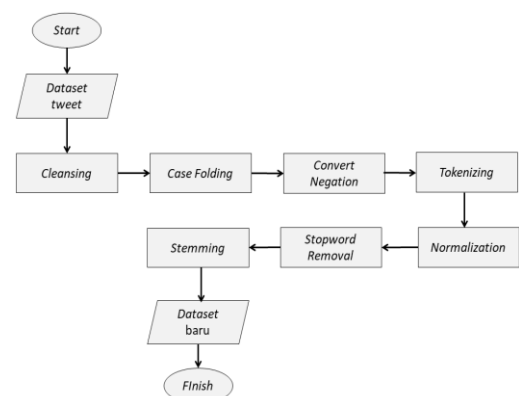 Start
Dataset
tweet
Cleansing
Case Folding
Convert
Negation
Tokenizing
Normalization
Stopword
Removal
Stemming
Dataset
baru
FInish